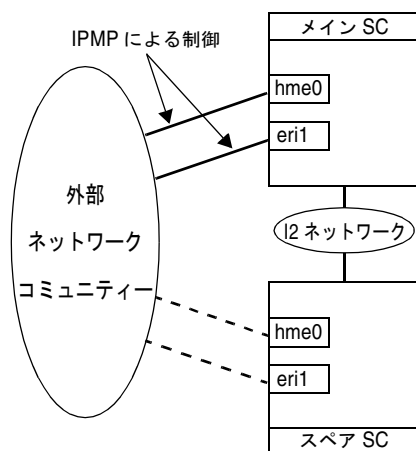 IPMP による制御
メイン SC
hme0
eri1
外部
ネットワーク
コミュニティー
I2 ネットワーク
hme0
eri1
スペア SC